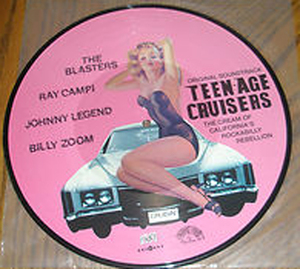 THE
BLASTERS
RAY CAMPI
JOHNNY LEGEND
BILLY ZOOM
ORIGINAL SOUNDTRACK
TEEN AGE
CRUISERS
THE CREAM OF
CALIFORNIA'S
ROCKABILLY
REBELLION
CRUISIN'